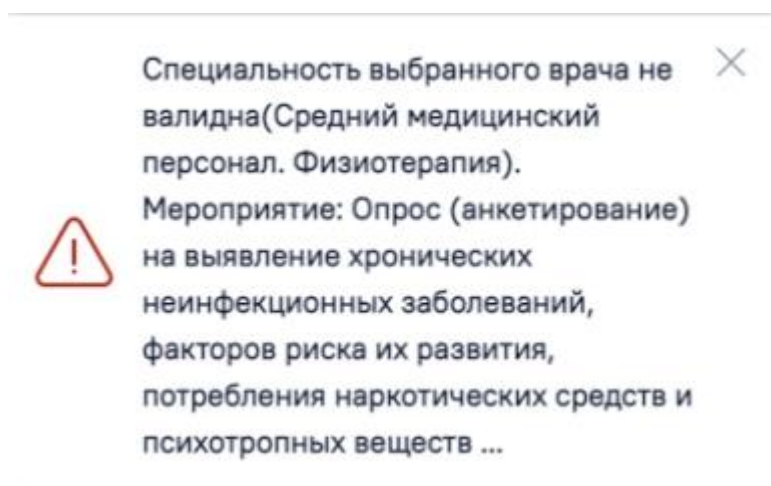 Специальность выбранного врача не
валидна(Средний медицинский
персонал. Физиотерапия).
Мероприятие: Опрос (анкетирование)
на выявление хронических
неинфекционных заболеваний,
факторов риска их развития,
потребления наркотических средств и
психотропных веществ ...